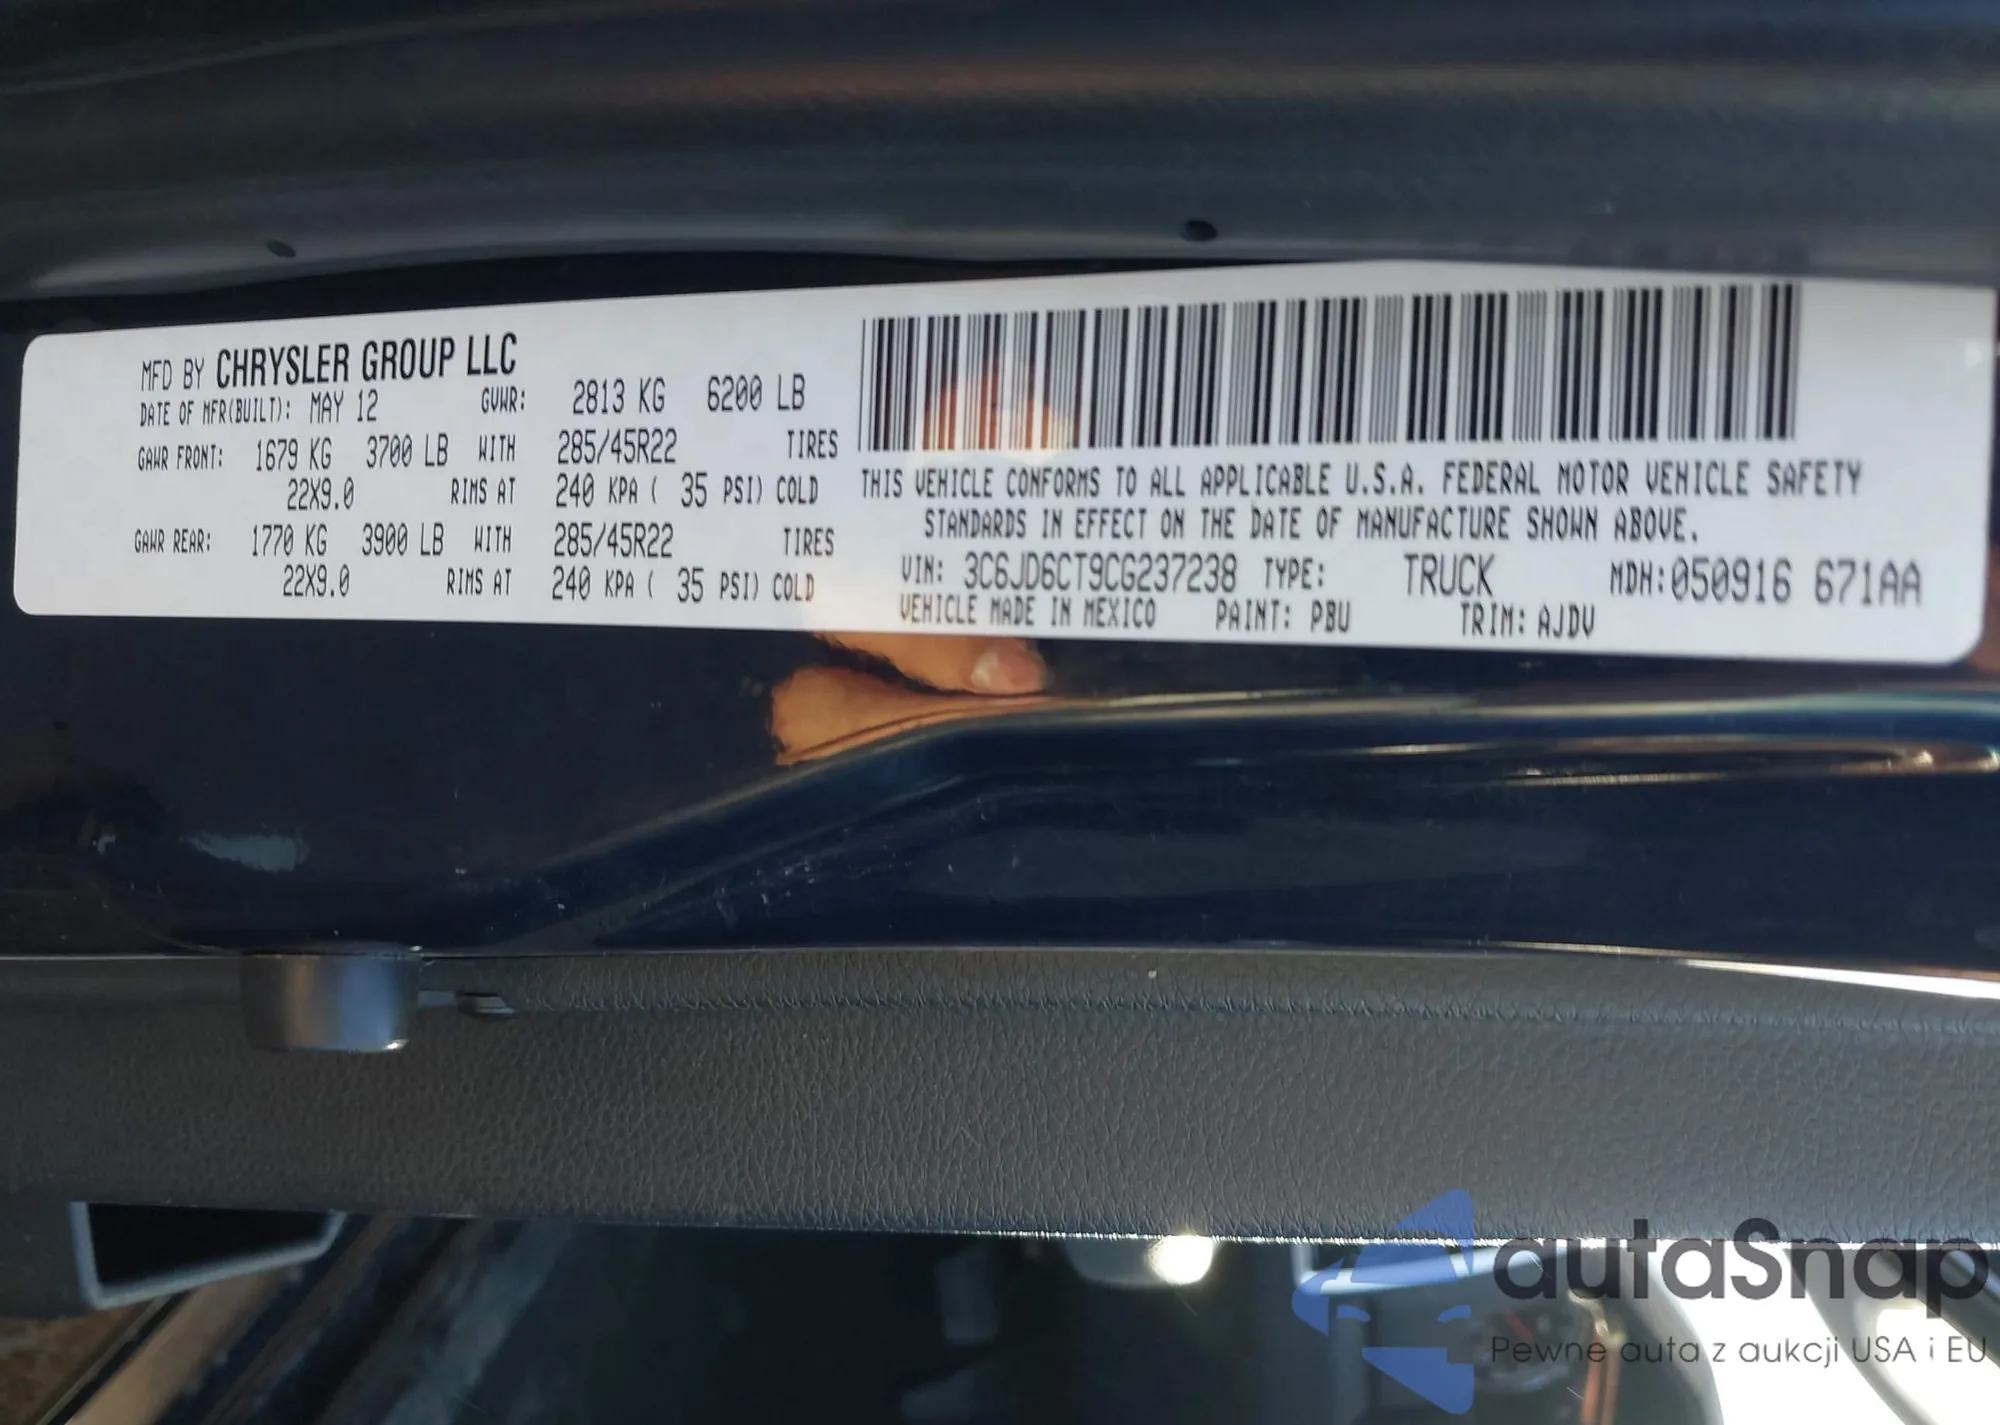 MFD BY CHRYSLER GROUP LLC
DATE OF MFR(BUILT): MAY 12 GVWR: 2813 KG 6200 LB
GAWR FRONT: 1679 KG 3700 LB WITH 285/45R22 TIRES
22X9.0 RIMS AT 240 KPA ( 35 PSI) COLD
GAWR REAR: 1770 KG 3900 LB WITH 285/45R22 TIRES
22X9.0 RIMS AT 240 KPA ( 35 PSI) COLD
THIS VEHICLE CONFORMS TO ALL APPLICABLE U.S.A. FEDERAL MOTOR VEHICLE SAFETY
STANDARDS IN EFFECT ON THE DATE OF MANUFACTURE SHOWN ABOVE.
VIN: 3C6JD6CT9CG237238 TYPE: TRUCK MDH:050916 671AA
VEHICLE MADE IN MEXICO PAINT: PBU TRIM: AJDV
autaSnap
Pewne auta z aukcji USA i EU